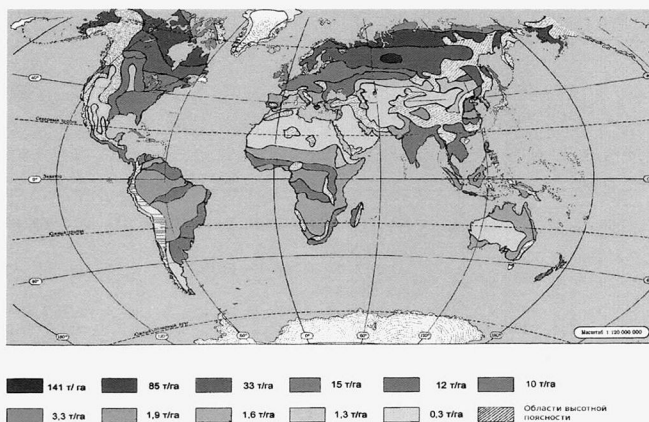 Экватор
Масштаб 1 : 120 000 000
141 т/га
85 т/га
33 т/га
15 т/га
12 т/га
10 т/га
3,3 т/га
1,9 т/га
1,6 т/га
1,3 т/га
0,3 т/га
Области высотной
поясности